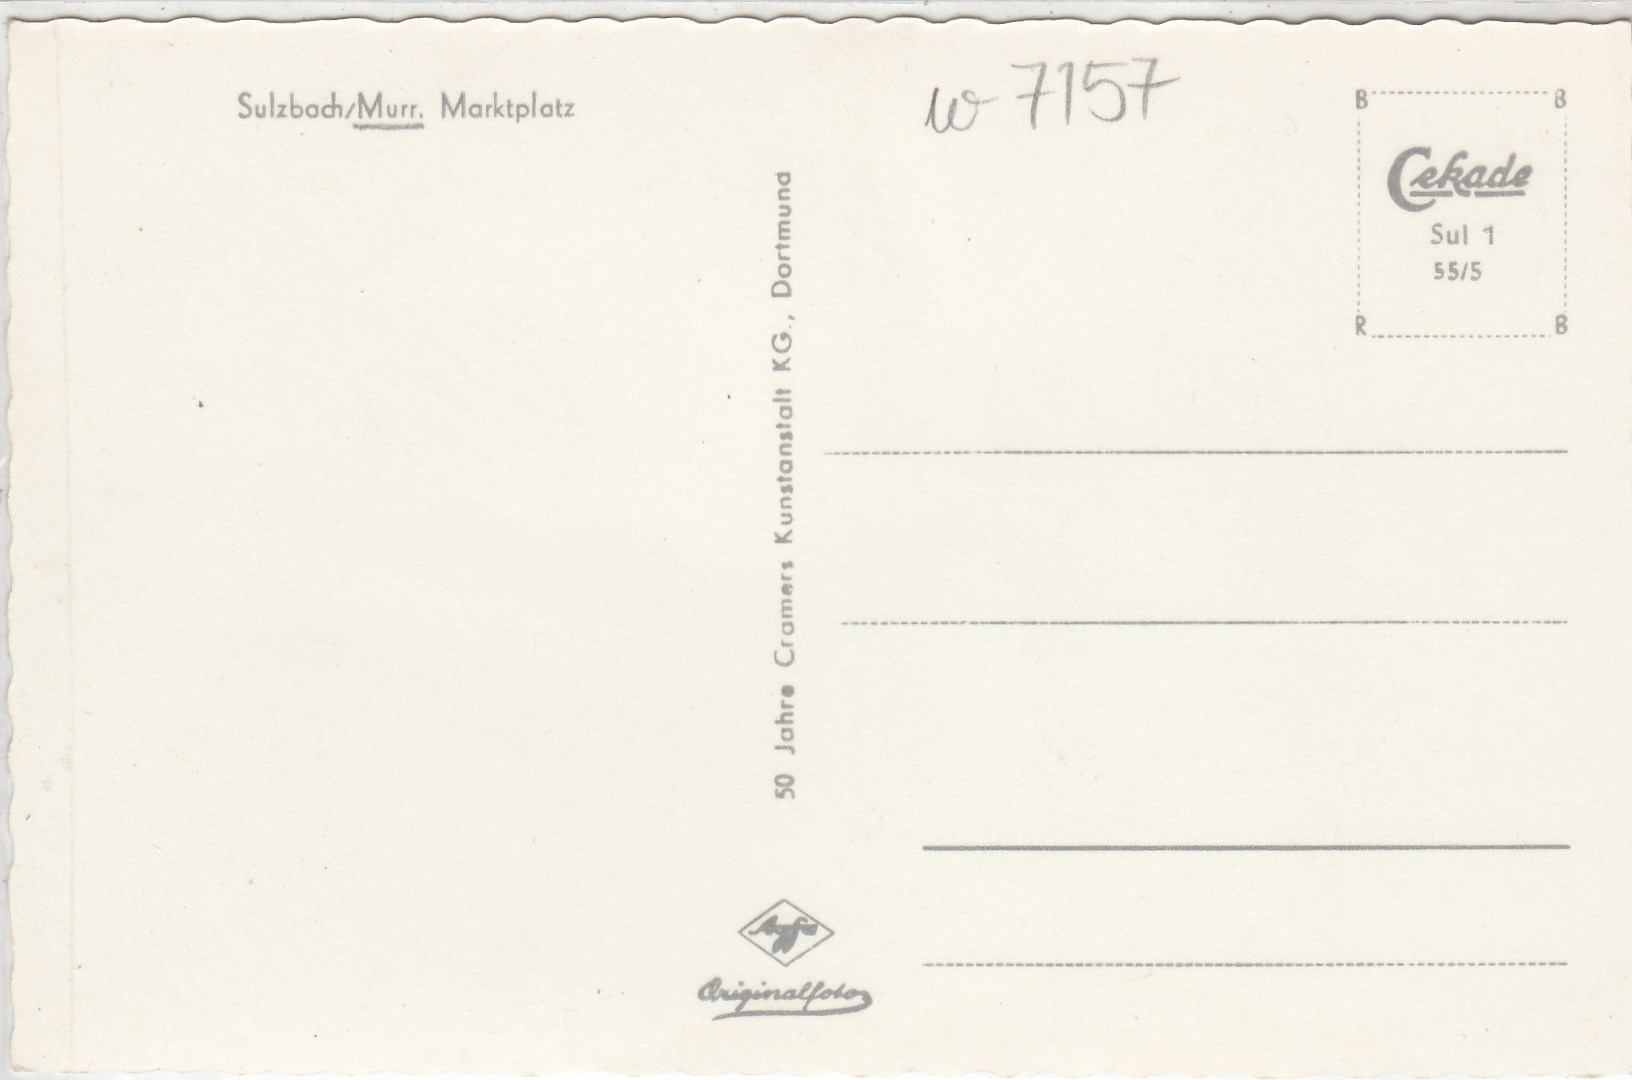 Sulzbach/Murr. Marktplatz
w 7157
B B
Cekade
Sul 1
55/5
R B
50 Jahre Cramers Kunstanstalt KG., Dortmund
Agfa
Originalfoto